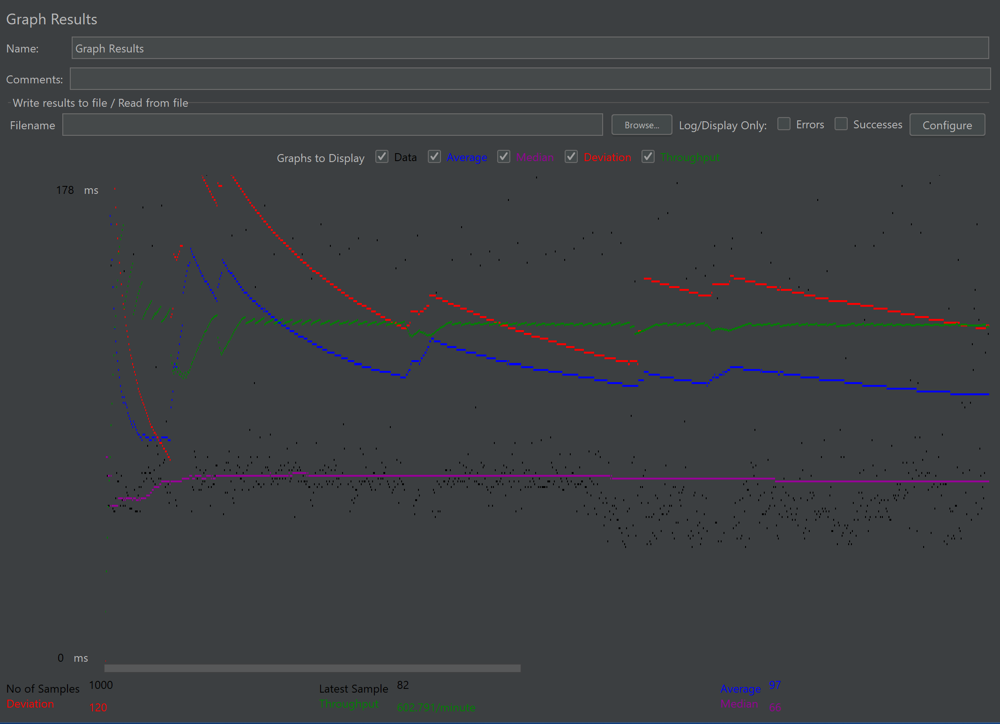 Graph Results
Name: Graph Results
Comments:
Write results to file / Read from file
Filename Browse... Log/Display Only: Errors Successes Configure
Graphs to Display Data Average Median Deviation Throughput
178 ms
0 ms
No of Samples 1000 Latest Sample 82 Average 97
Deviation 120 Throughput 602.791/minute Median 66